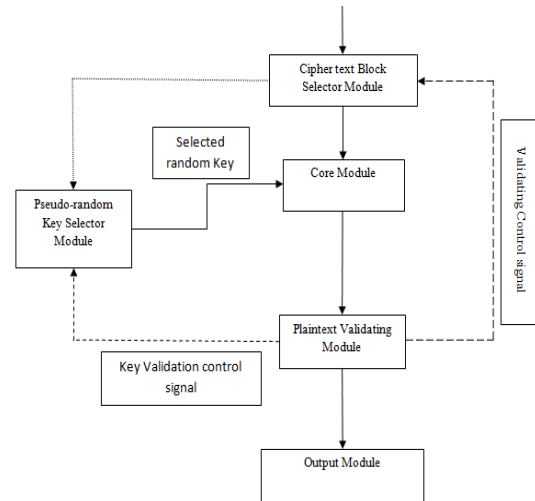 Cipher text Block
Selector Module
Selected
random Key
Core Module
Pseudo-random
Key Selector
Module
Validating Control signal
Plaintext Validating
Module
Key Validation control
signal
Output Module